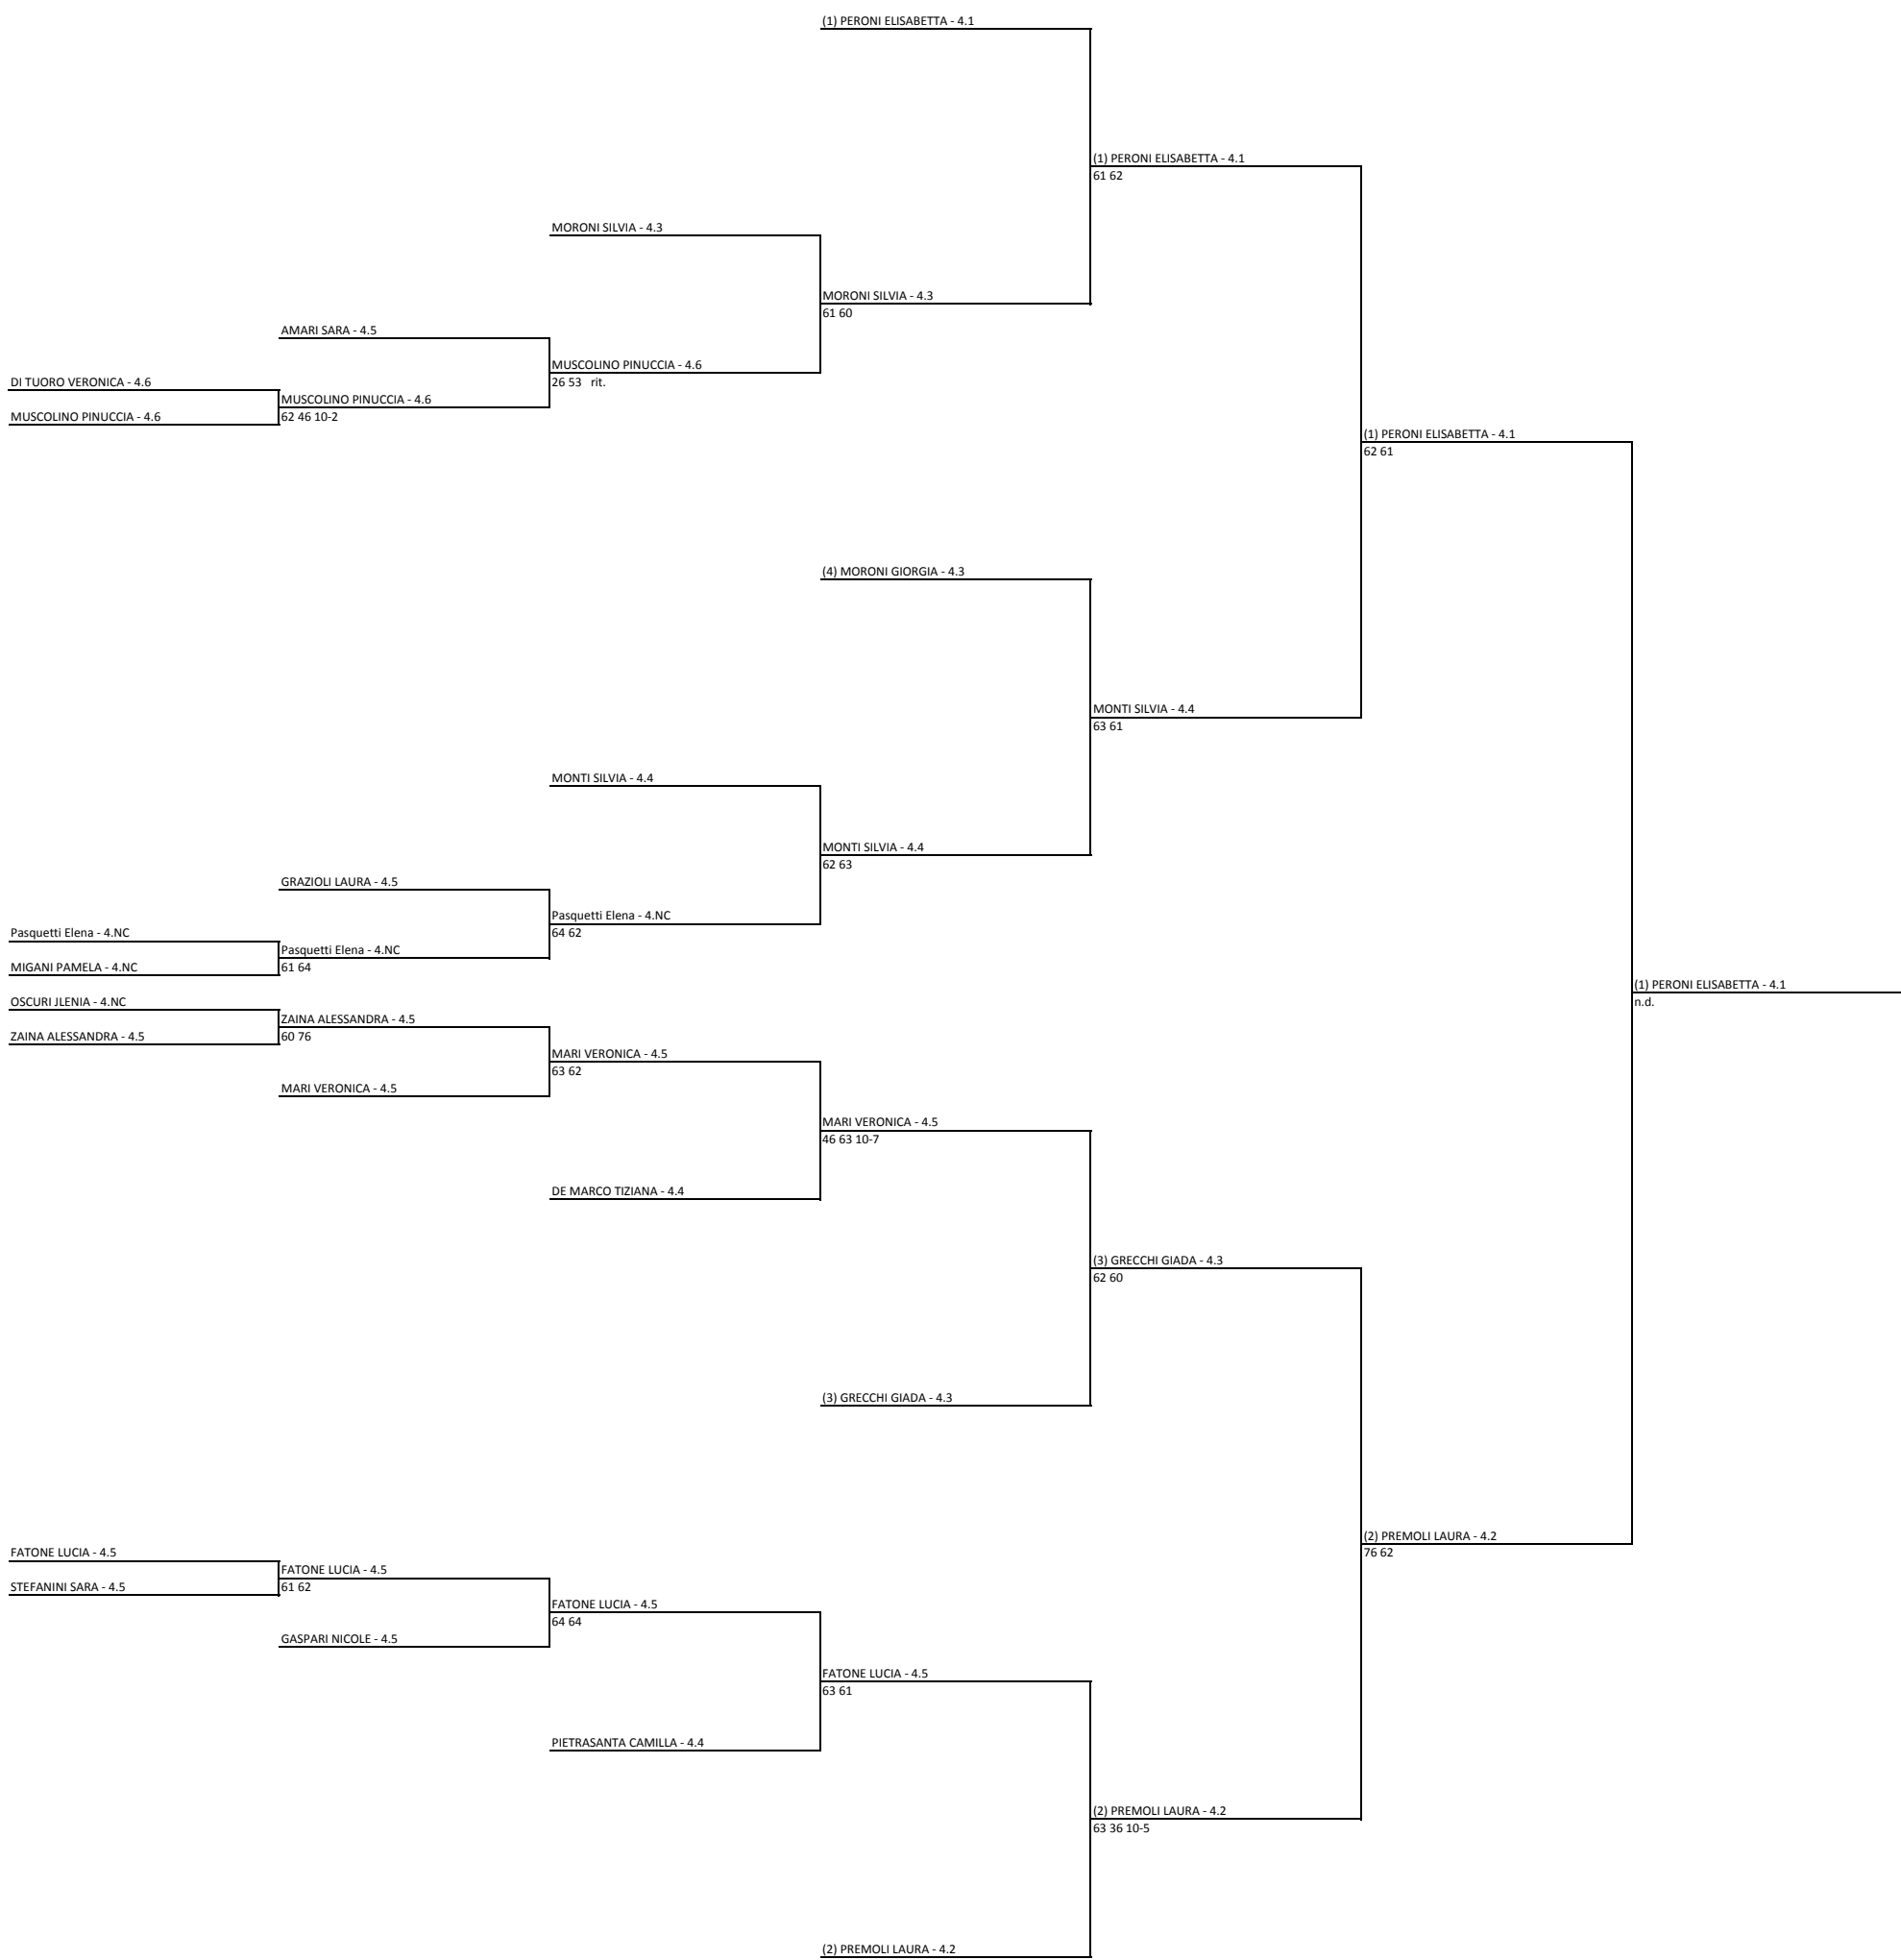 (1) PERONI ELISABETTA - 4.1
(1) PERONI ELISABETTA - 4.1
61 62
MORONI SILVIA - 4.3
MORONI SILVIA - 4.3
61 60
AMARI SARA - 4.5
MUSCOLINO PINUCCIA - 4.6
26 53 rit.
DI TUORO VERONICA - 4.6
MUSCOLINO PINUCCIA - 4.6
62 46 10-2
MUSCOLINO PINUCCIA - 4.6
(1) PERONI ELISABETTA - 4.1
62 61
(4) MORONI GIORGIA - 4.3
MONTI SILVIA - 4.4
63 61
MONTI SILVIA - 4.4
MONTI SILVIA - 4.4
62 63
GRAZIOLI LAURA - 4.5
Pasquetti Elena - 4.NC
64 62
Pasquetti Elena - 4.NC
Pasquetti Elena - 4.NC
61 64
MIGANI PAMELA - 4.NC
(1) PERONI ELISABETTA - 4.1
n.d.
OSCURI JLENIA - 4.NC
ZAINA ALESSANDRA - 4.5
60 76
ZAINA ALESSANDRA - 4.5
MARI VERONICA - 4.5
63 62
MARI VERONICA - 4.5
MARI VERONICA - 4.5
46 63 10-7
DE MARCO TIZIANA - 4.4
(3) GRECCHI GIADA - 4.3
62 60
(3) GRECCHI GIADA - 4.3
(2) PREMOLI LAURA - 4.2
76 62
FATONE LUCIA - 4.5
FATONE LUCIA - 4.5
61 62
STEFANINI SARA - 4.5
FATONE LUCIA - 4.5
64 64
GASPARI NICOLE - 4.5
FATONE LUCIA - 4.5
63 61
PIETRASANTA CAMILLA - 4.4
(2) PREMOLI LAURA - 4.2
63 36 10-5
(2) PREMOLI LAURA - 4.2